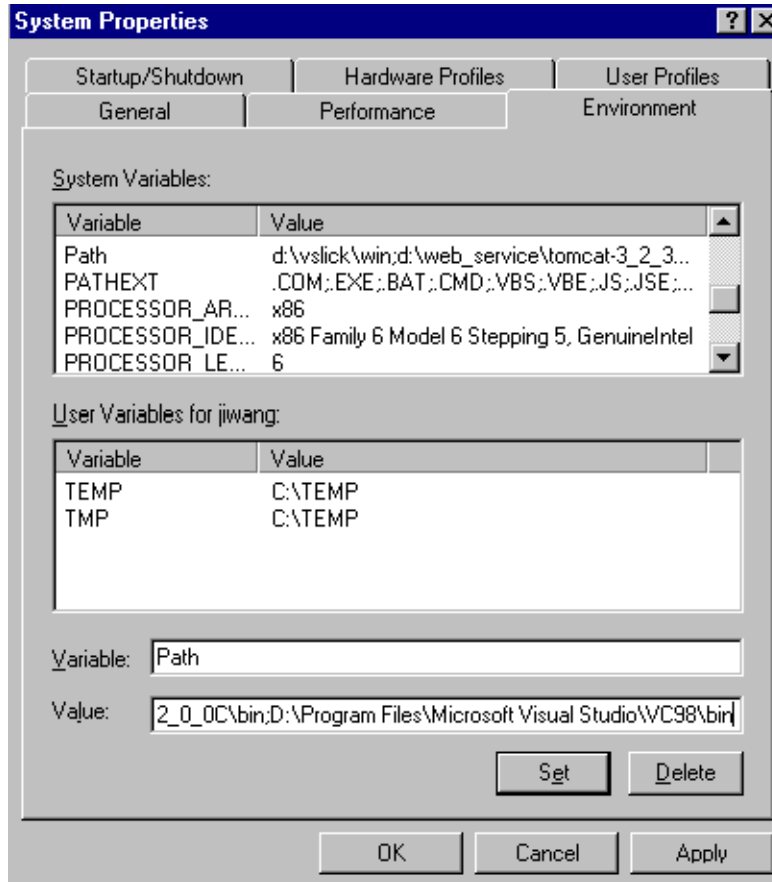 System Properties
Startup/Shutdown Hardware Profiles User Profiles
General Performance Environment
System Variables:
Variable Value
Path d:\vslick\win;d:\web_service\tomcat-3_2_3...
PATHEXT .COM;.EXE;.BAT;.CMD;.VBS;.VBE;.JS;.JSE;...
PROCESSOR_AR... x86
PROCESSOR_IDE... x86 Family 6 Model 6 Stepping 5, GenuineIntel
PROCESSOR_LE... 6
User Variables for jiwang:
Variable Value
TEMP C:\TEMP
TMP C:\TEMP
Variable: Path
Value: 2_0_0C\bin;D:\Program Files\Microsoft Visual Studio\VC98\bin
Set Delete
OK Cancel Apply